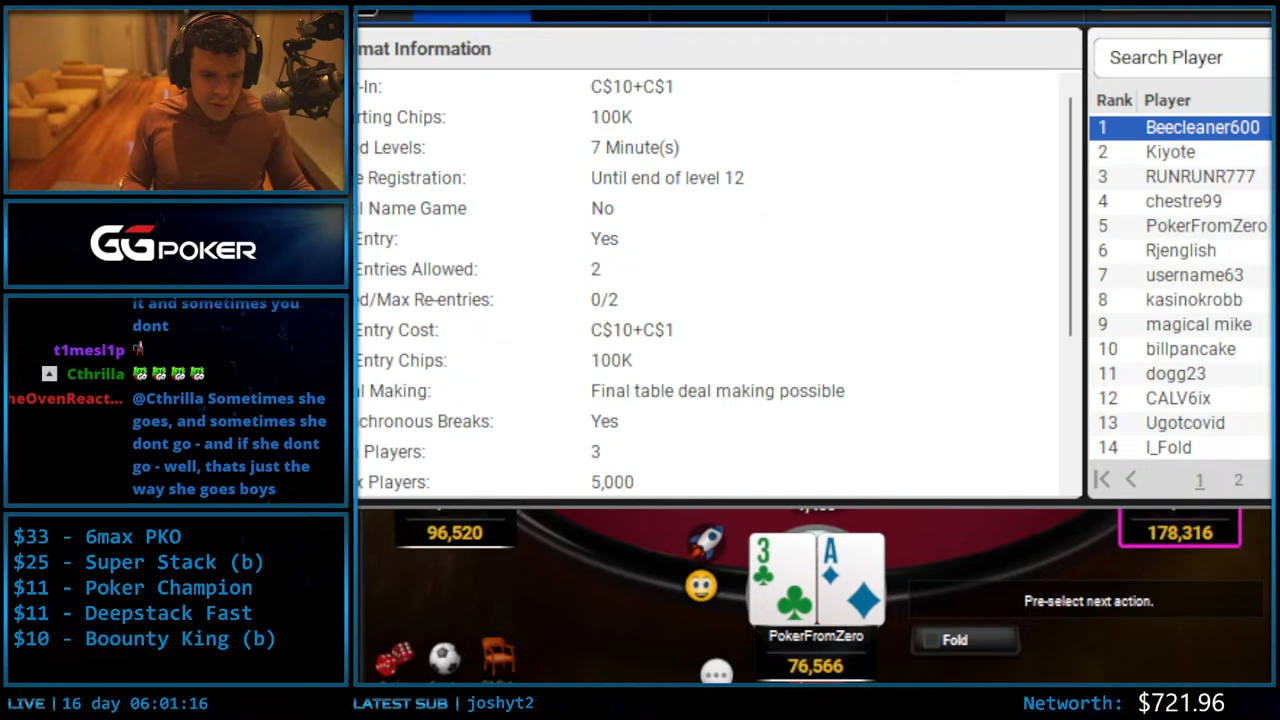 GGPOKER
it and sometimes you
dont
t1mesl1p
Cthrilla
heOvenReact... @Cthrilla Sometimes she
goes, and sometimes she
dont go - and if she dont
go - well, thats just the
way she goes boys
$33 - 6max PKO
$25 - Super Stack (b)
$11 - Poker Champion
$11 - Deepstack Fast
$10 - Boounty King (b)
mat Information
-In: C$10+C$1
rting Chips: 100K
d Levels: 7 Minute(s)
e Registration: Until end of level 12
l Name Game No
Entry: Yes
Entries Allowed: 2
ed/Max Re-entries: 0/2
Entry Cost: C$10+C$1
Entry Chips: 100K
l Making: Final table deal making possible
chronous Breaks: Yes
Players: 3
x Players: 5,000
Search Player
Rank Player
1 Beecleaner600
2 Kiyote
3 RUNRUNR777
4 chestre99
5 PokerFromZero
6 Rjenglish
7 username63
8 kasinokrobb
9 magical mike
10 billpancake
11 dogg23
12 CALV6ix
13 Ugotcovid
14 I_Fold
1 2
96,520
178,316
3 A
Pre-select next action.
Fold
PokerFromZero
76,566
LIVE | 16 day 06:01:16
LATEST SUB | joshyt2
Networth: $721.96